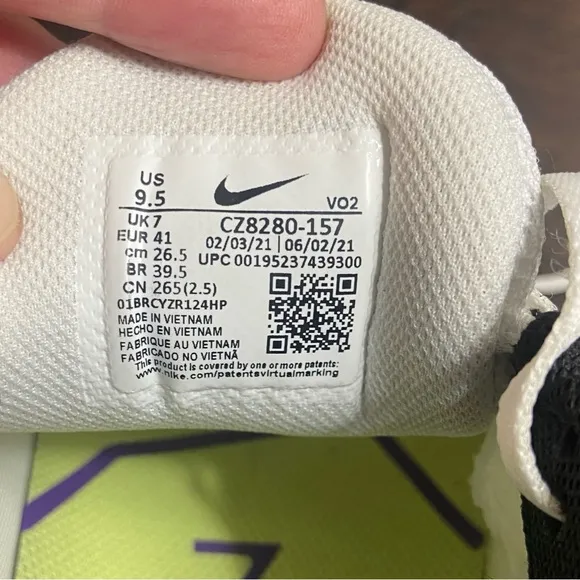 US
9.5
VO2
UK 7
CZ8280-157
EUR 41
02/03/21 | 06/02/21
cm 26.5
UPC 00195237439300
BR 39.5
CN 265(2.5)
01BRCYZR124HP
MADE IN VIETNAM
HECHO EN VIETNAM
FABRIQUE AU VIETNAM
FABRICADO NO VIETNÃ
This product is covered by one or more patents:
www.nike.com/patentsvirtualmarking